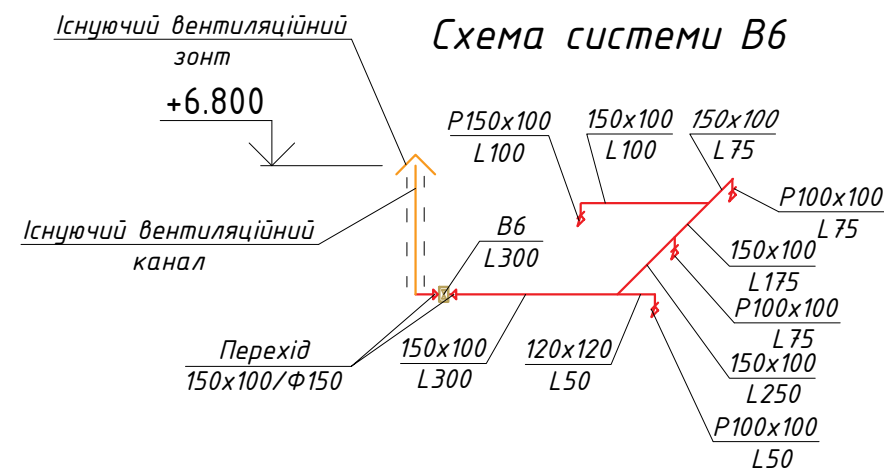 Існуючий вентиляційний
зонт
Схема системи В6
+6.800
Р150х100
L100
150х100
L100
150х100
L75
Р100х100
L75
Існуючий вентиляційний
канал
В6
L300
150х100
L175
Р100х100
L75
Перехід
150х100/Ф150
150х100
L300
120х120
L50
150х100
L250
Р100х100
L50